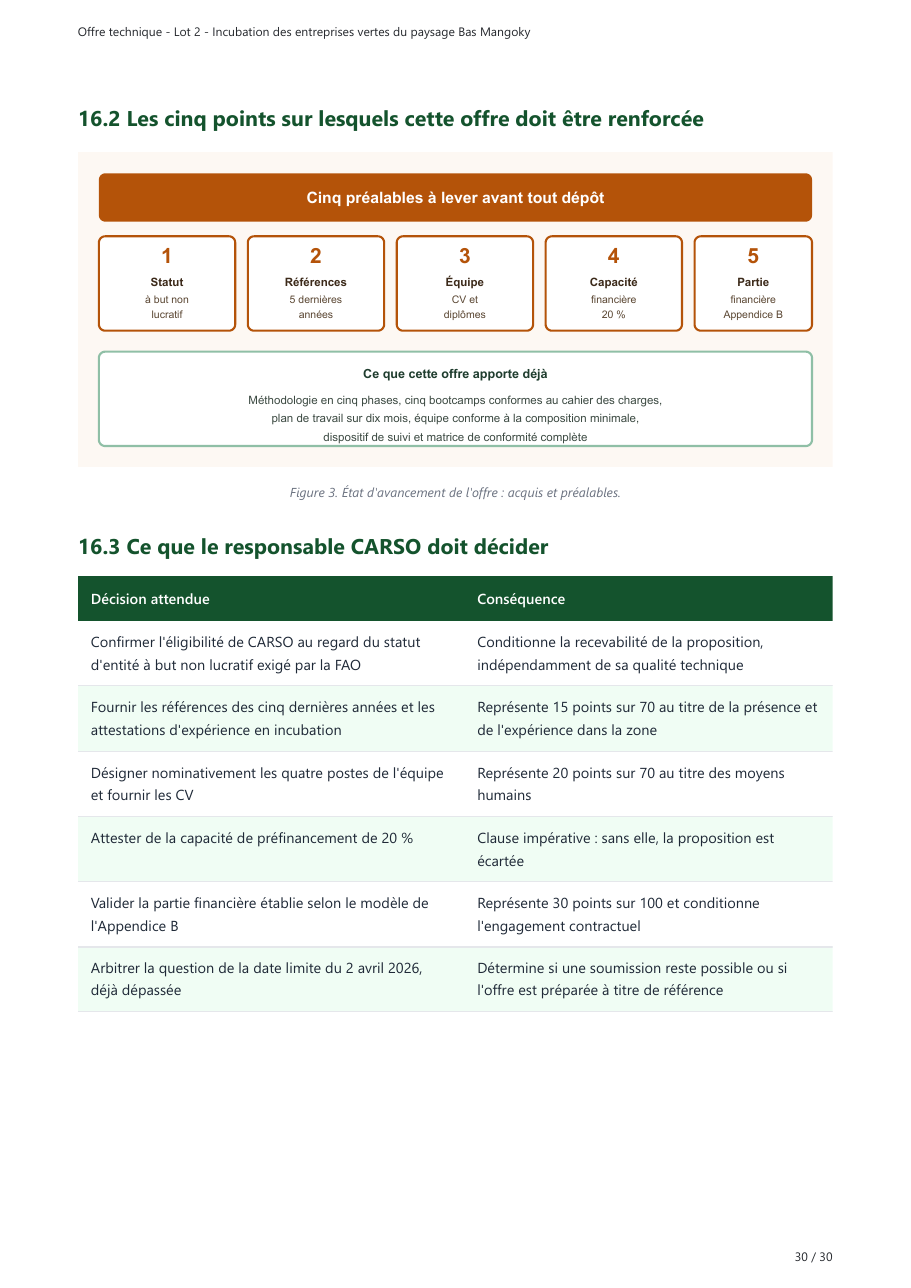 Offre technique - Lot 2 - Incubation des entreprises vertes du paysage Bas Mangoky
16.2 Les cinq points sur lesquels cette offre doit être renforcée
Cinq préalables à lever avant tout dépôt
1
Statut
à but non
lucratif
2
Références
5 dernières
années
3
Équipe
CV et
diplômes
4
Capacité
financière
20 %
5
Partie
financière
Appendice B
Ce que cette offre apporte déjà
Méthodologie en cinq phases, cinq bootcamps conformes au cahier des charges,
plan de travail sur dix mois, équipe conforme à la composition minimale,
dispositif de suivi et matrice de conformité complète
Figure 3. État d'avancement de l'offre : acquis et préalables.
16.3 Ce que le responsable CARSO doit décider
Décision attendue
Conséquence
Confirmer l'éligibilité de CARSO au regard du statut
d'entité à but non lucratif exigé par la FAO
Conditionne la recevabilité de la proposition,
indépendamment de sa qualité technique
Fournir les références des cinq dernières années et les
attestations d'expérience en incubation
Représente 15 points sur 70 au titre de la présence et
de l'expérience dans la zone
Désigner nominativement les quatre postes de l'équipe
et fournir les CV
Représente 20 points sur 70 au titre des moyens
humains
Attester de la capacité de préfinancement de 20 %
Clause impérative : sans elle, la proposition est
écartée
Valider la partie financière établie selon le modèle de
l'Appendice B
Représente 30 points sur 100 et conditionne
l'engagement contractuel
Arbitrer la question de la date limite du 2 avril 2026,
déjà dépassée
Détermine si une soumission reste possible ou si
l'offre est préparée à titre de référence
30 / 30